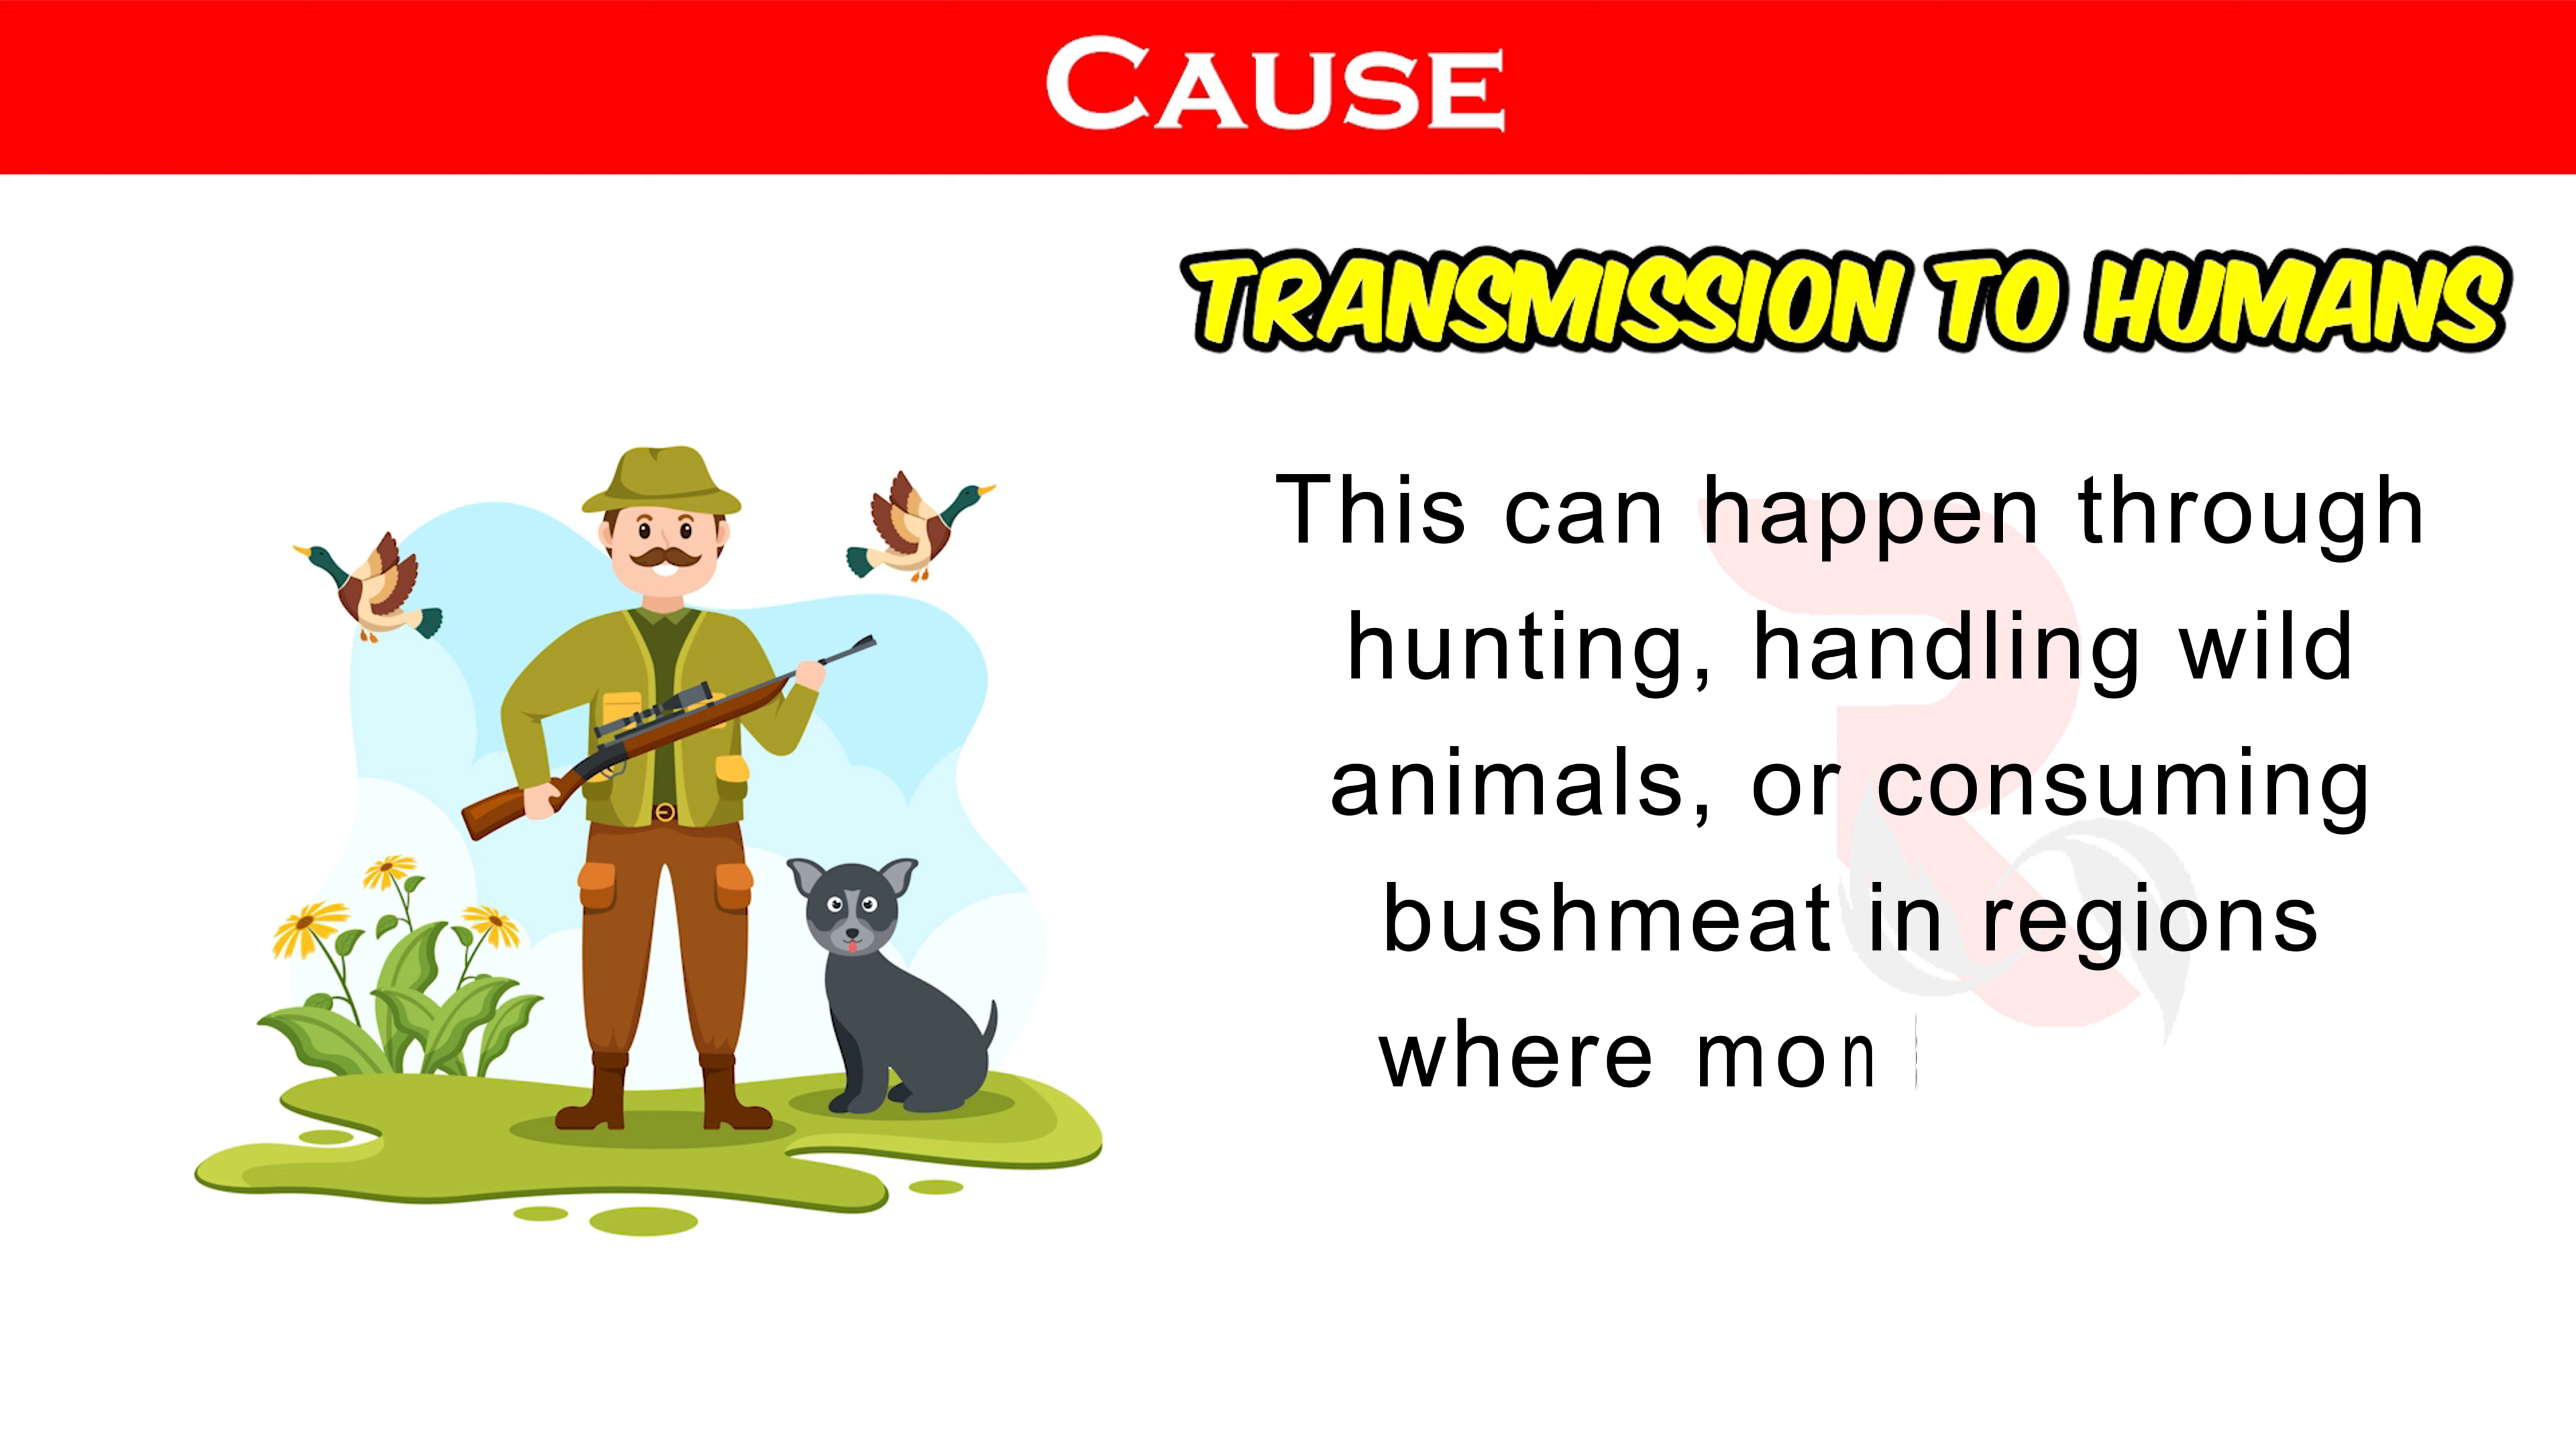 CAUSE
TRANSMISSION TO HUMANS
This can happen through
hunting, handling wild
animals, or consuming
bushmeat in regions
where mon